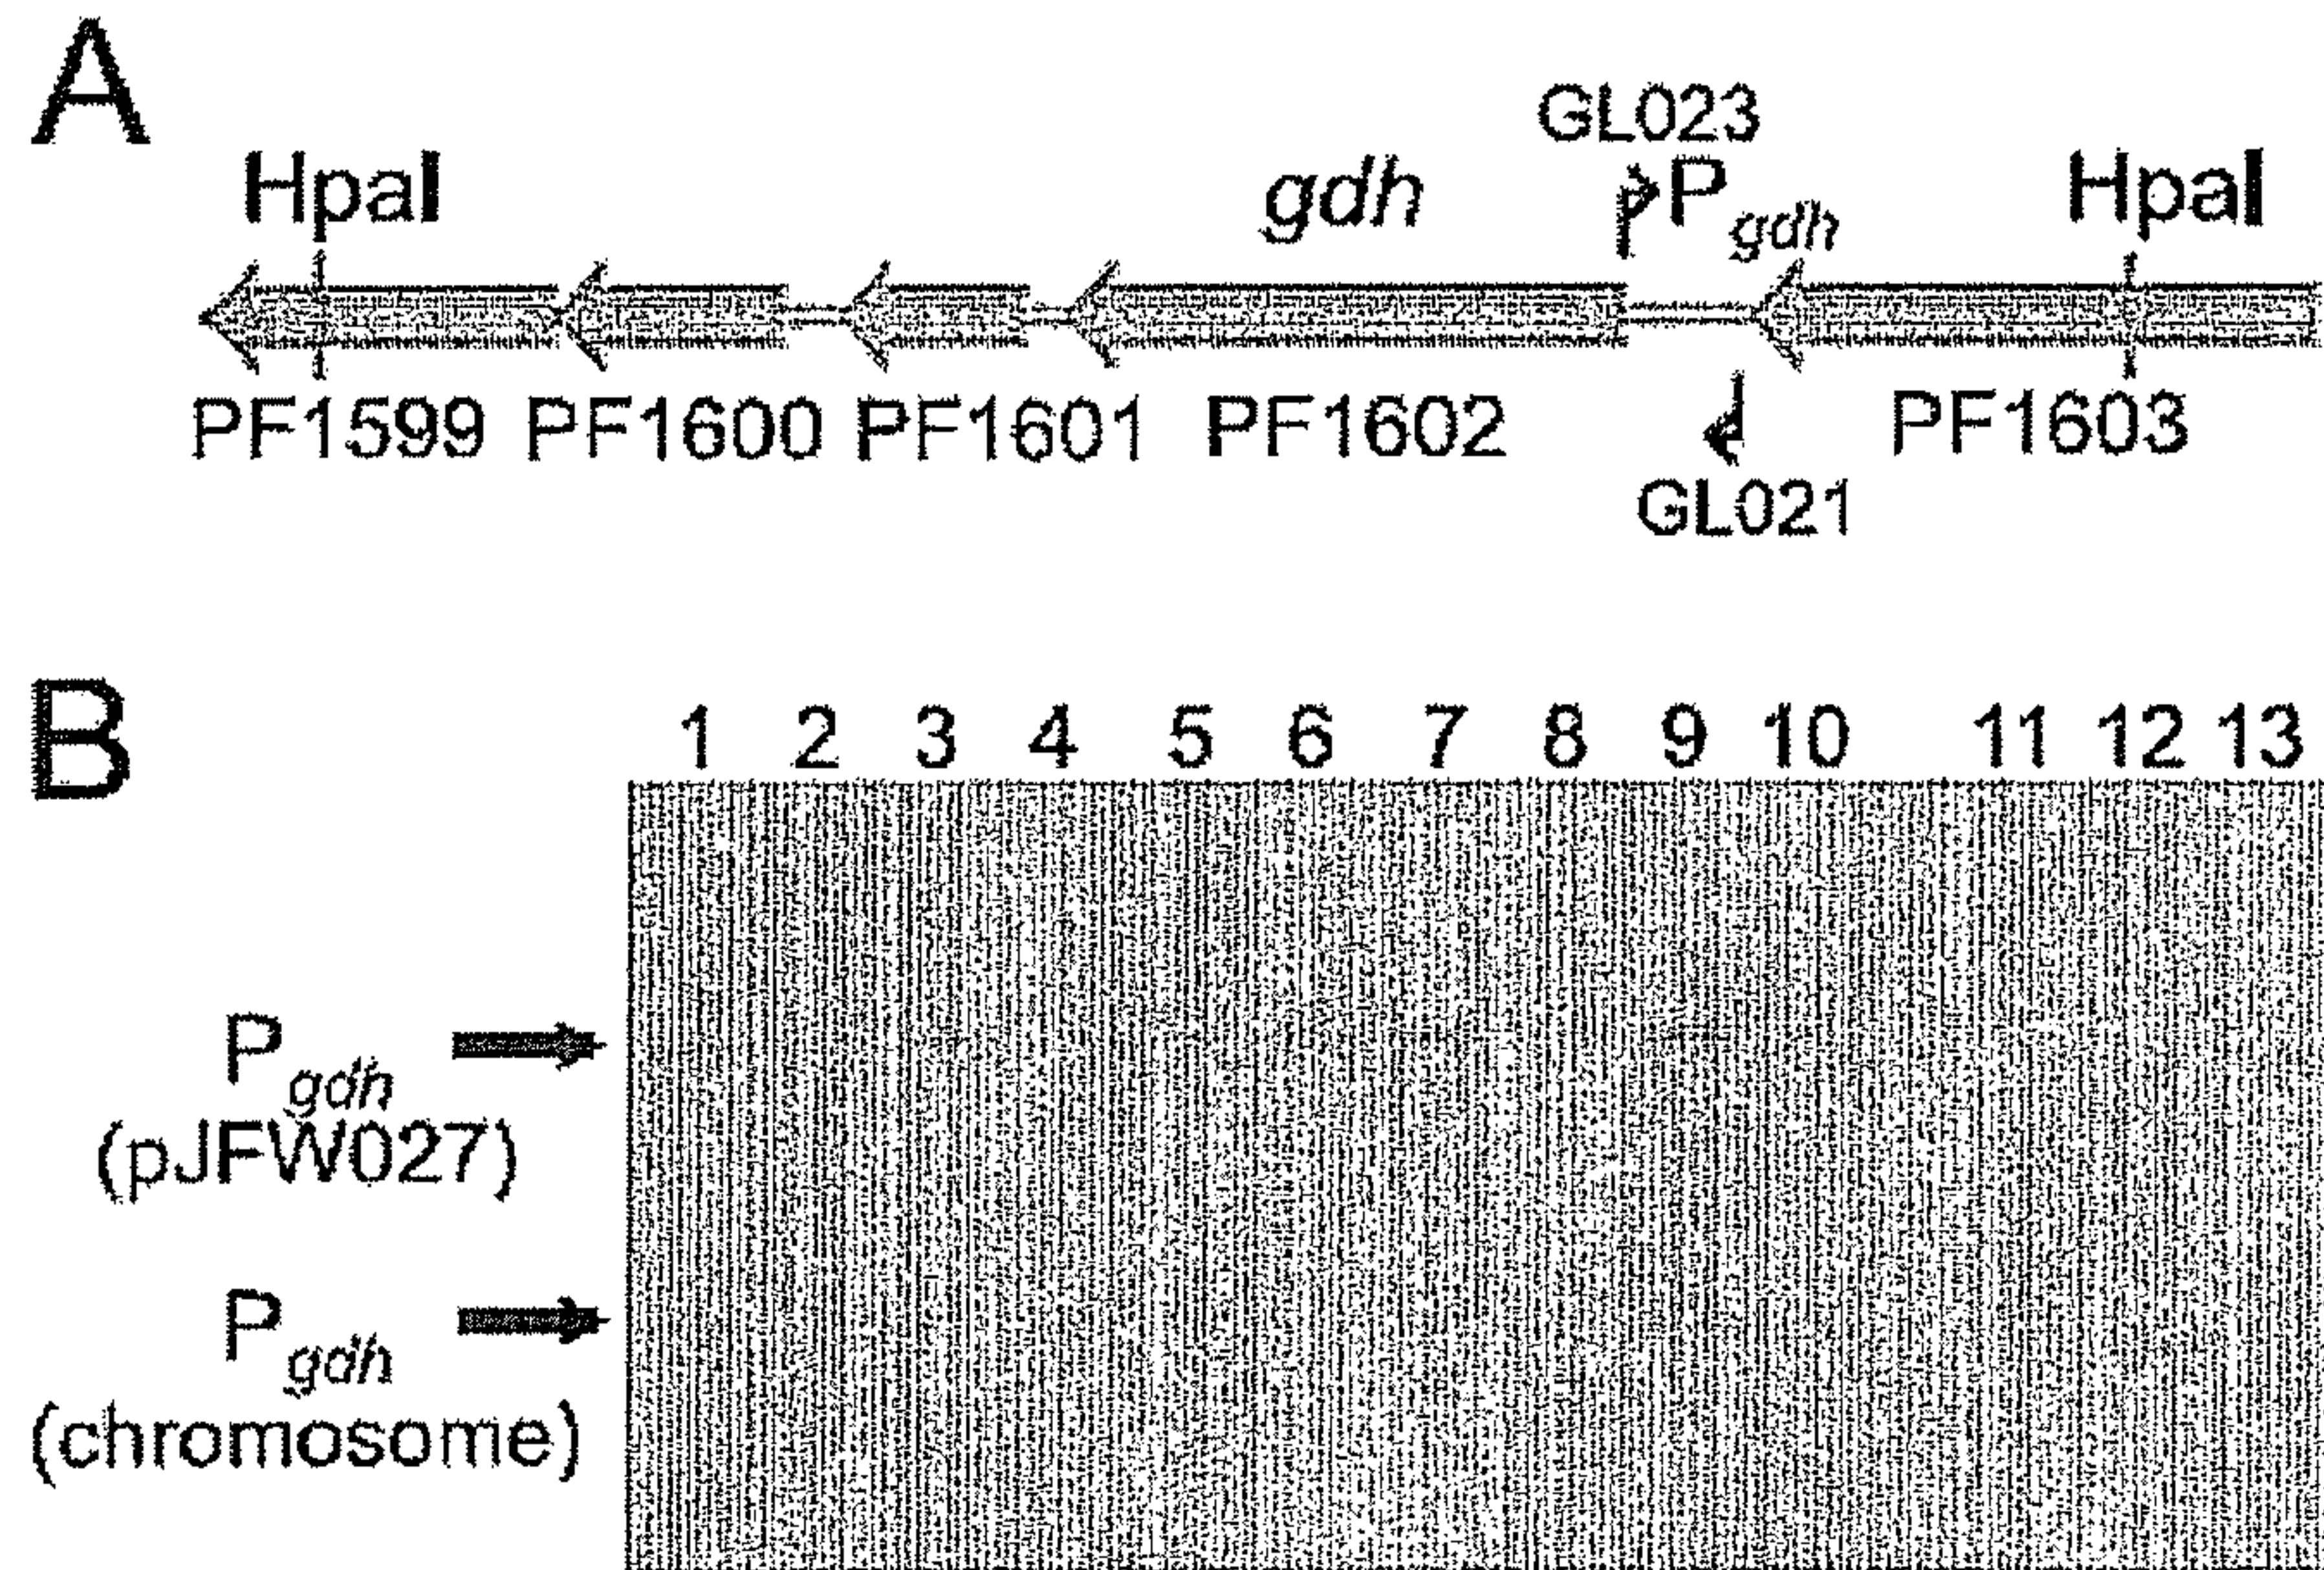 A
GL023
HpaI gdh P gdh HpaI
PF1599 PF1600 PF1601 PF1602 PF1603
GL021
B
1 2 3 4 5 6 7 8 9 10 11 12 13
P gdh
(pJFW027)
P gdh
(chromosome)